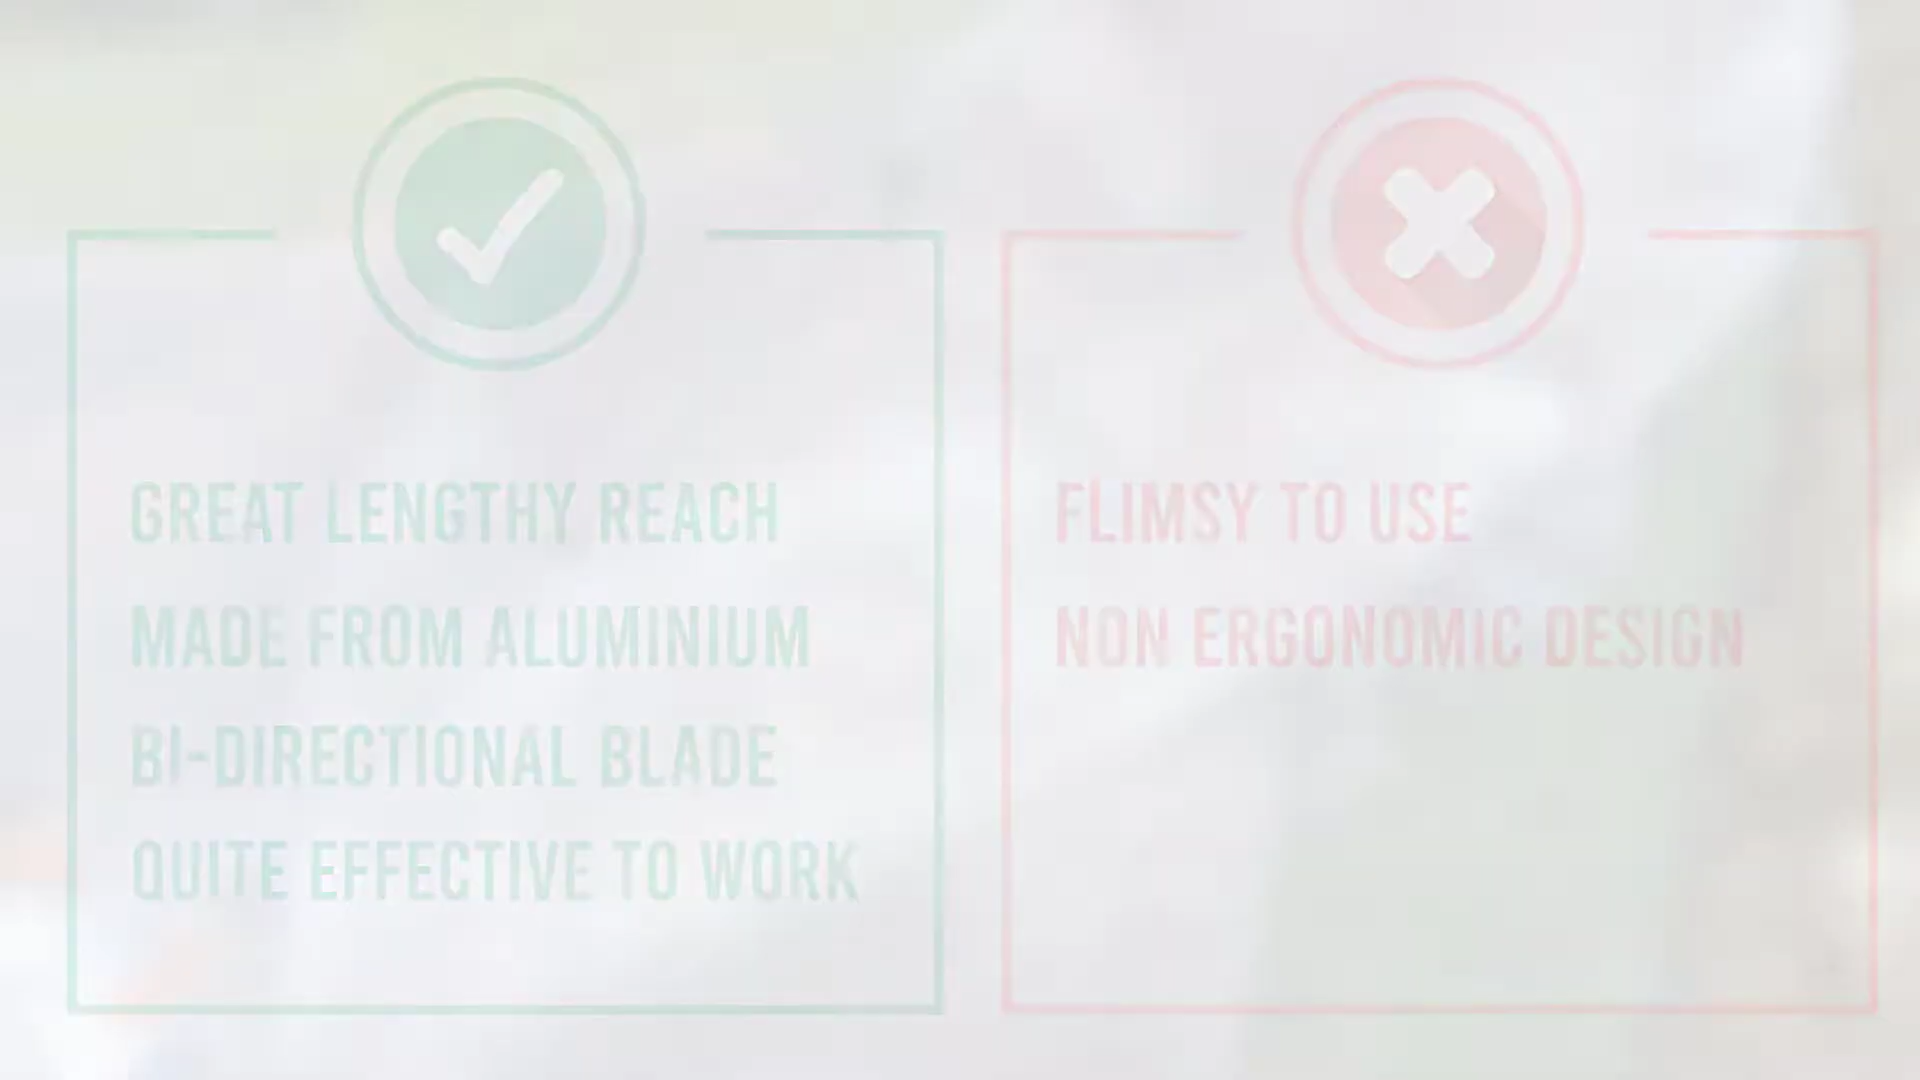 GREAT LENGTHY REACH
MADE FROM ALUMINIUM
BI-DIRECTIONAL BLADE
QUITE EFFECTIVE TO WORK
FLIMSY TO USE
NON ERGONOMIC DESIGN